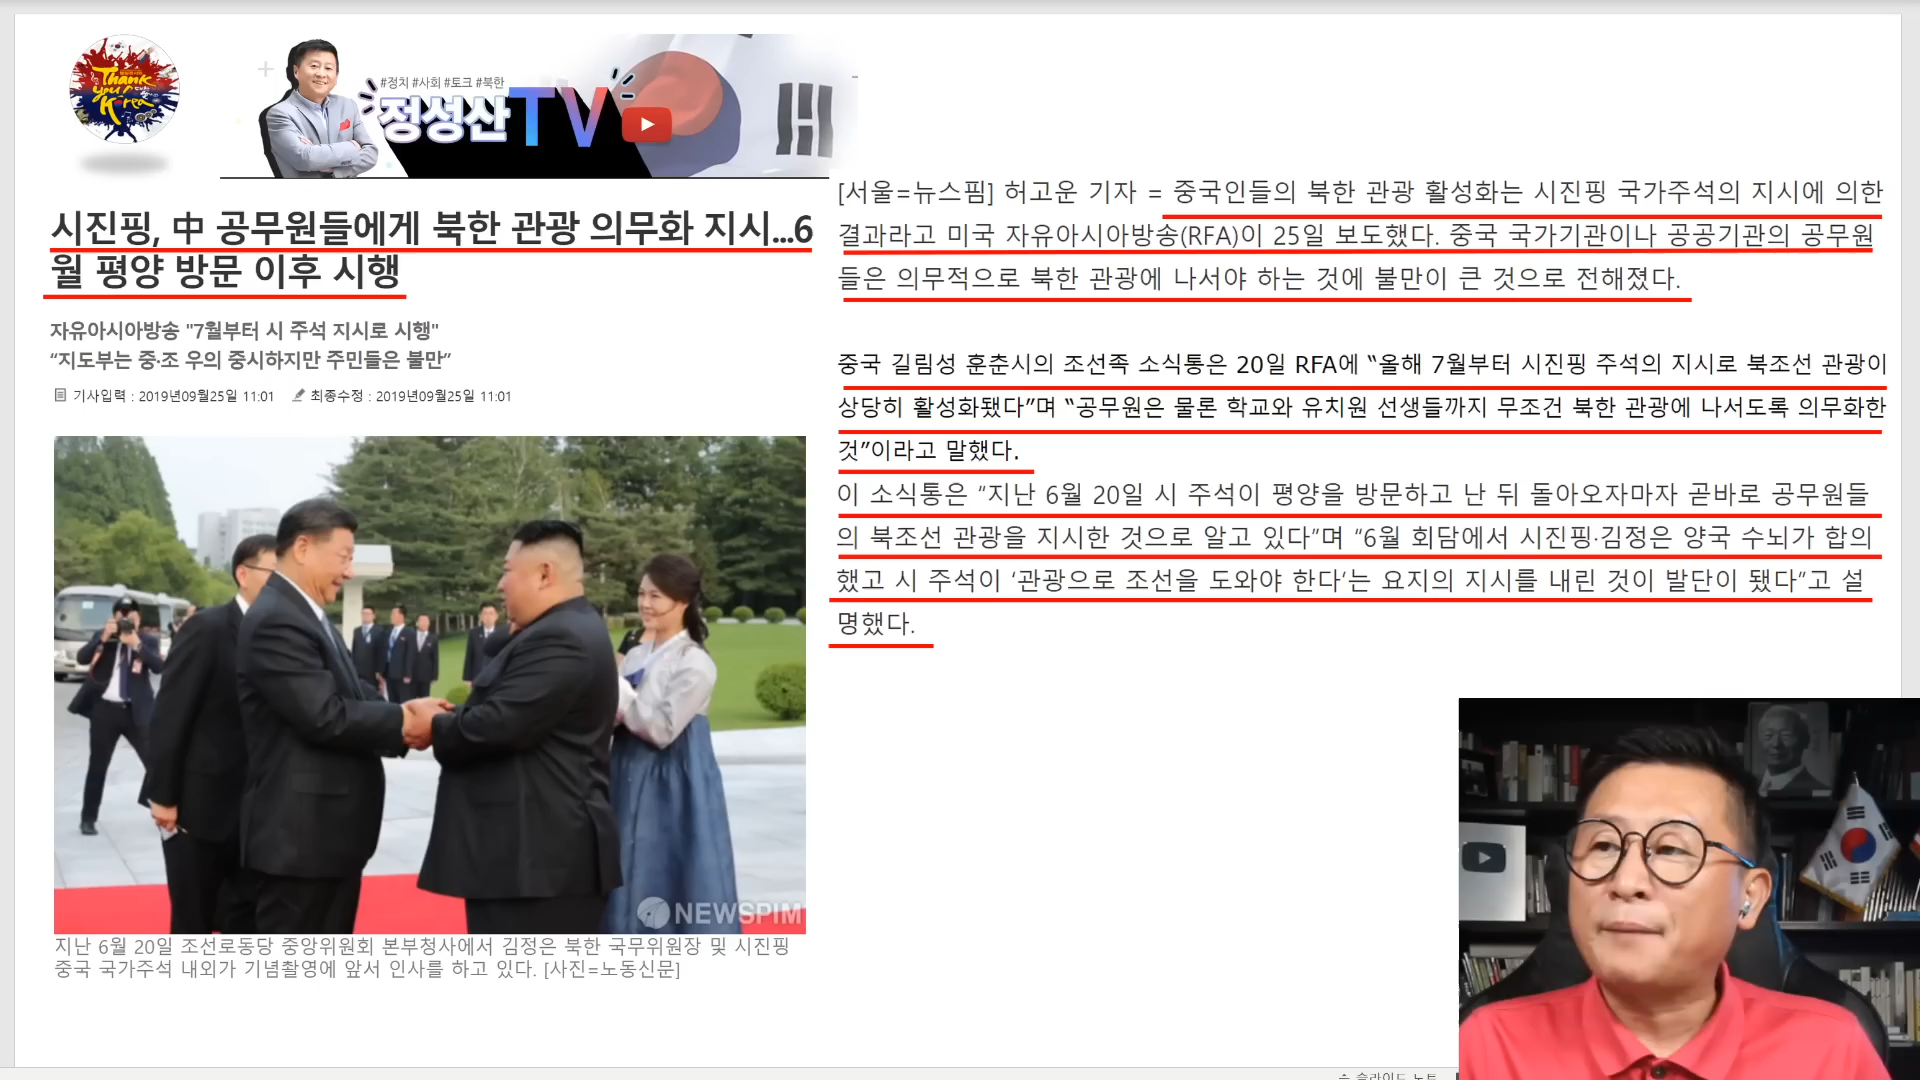 Thank you Korea
#정치 #사회 #토크 #북한
정성산TV
시진핑, 中 공무원들에게 북한 관광 의무화 지시...6
월 평양 방문 이후 시행
자유아시아방송 "7월부터 시 주석 지시로 시행"
“지도부는 중·조 우의 중시하지만 주민들은 불만”
기사입력 : 2019년09월25일 11:01 최종수정 : 2019년09월25일 11:01
NEWSPIM
지난 6월 20일 조선로동당 중앙위원회 본부청사에서 김정은 북한 국무위원장 및 시진핑
중국 국가주석 내외가 기념촬영에 앞서 인사를 하고 있다. [사진=노동신문]
[서울=뉴스핌] 허고운 기자 = 중국인들의 북한 관광 활성화는 시진핑 국가주석의 지시에 의한
결과라고 미국 자유아시아방송(RFA)이 25일 보도했다. 중국 국가기관이나 공공기관의 공무원
들은 의무적으로 북한 관광에 나서야 하는 것에 불만이 큰 것으로 전해졌다.
중국 길림성 훈춘시의 조선족 소식통은 20일 RFA에 “올해 7월부터 시진핑 주석의 지시로 북조선 관광이
상당히 활성화됐다”며 “공무원은 물론 학교와 유치원 선생들까지 무조건 북한 관광에 나서도록 의무화한
것”이라고 말했다.
이 소식통은 “지난 6월 20일 시 주석이 평양을 방문하고 난 뒤 돌아오자마자 곧바로 공무원들
의 북조선 관광을 지시한 것으로 알고 있다”며 “6월 회담에서 시진핑·김정은 양국 수뇌가 합의
했고 시 주석이 ‘관광으로 조선을 도와야 한다’는 요지의 지시를 내린 것이 발단이 됐다”고 설
명했다.
슬라이드 노트